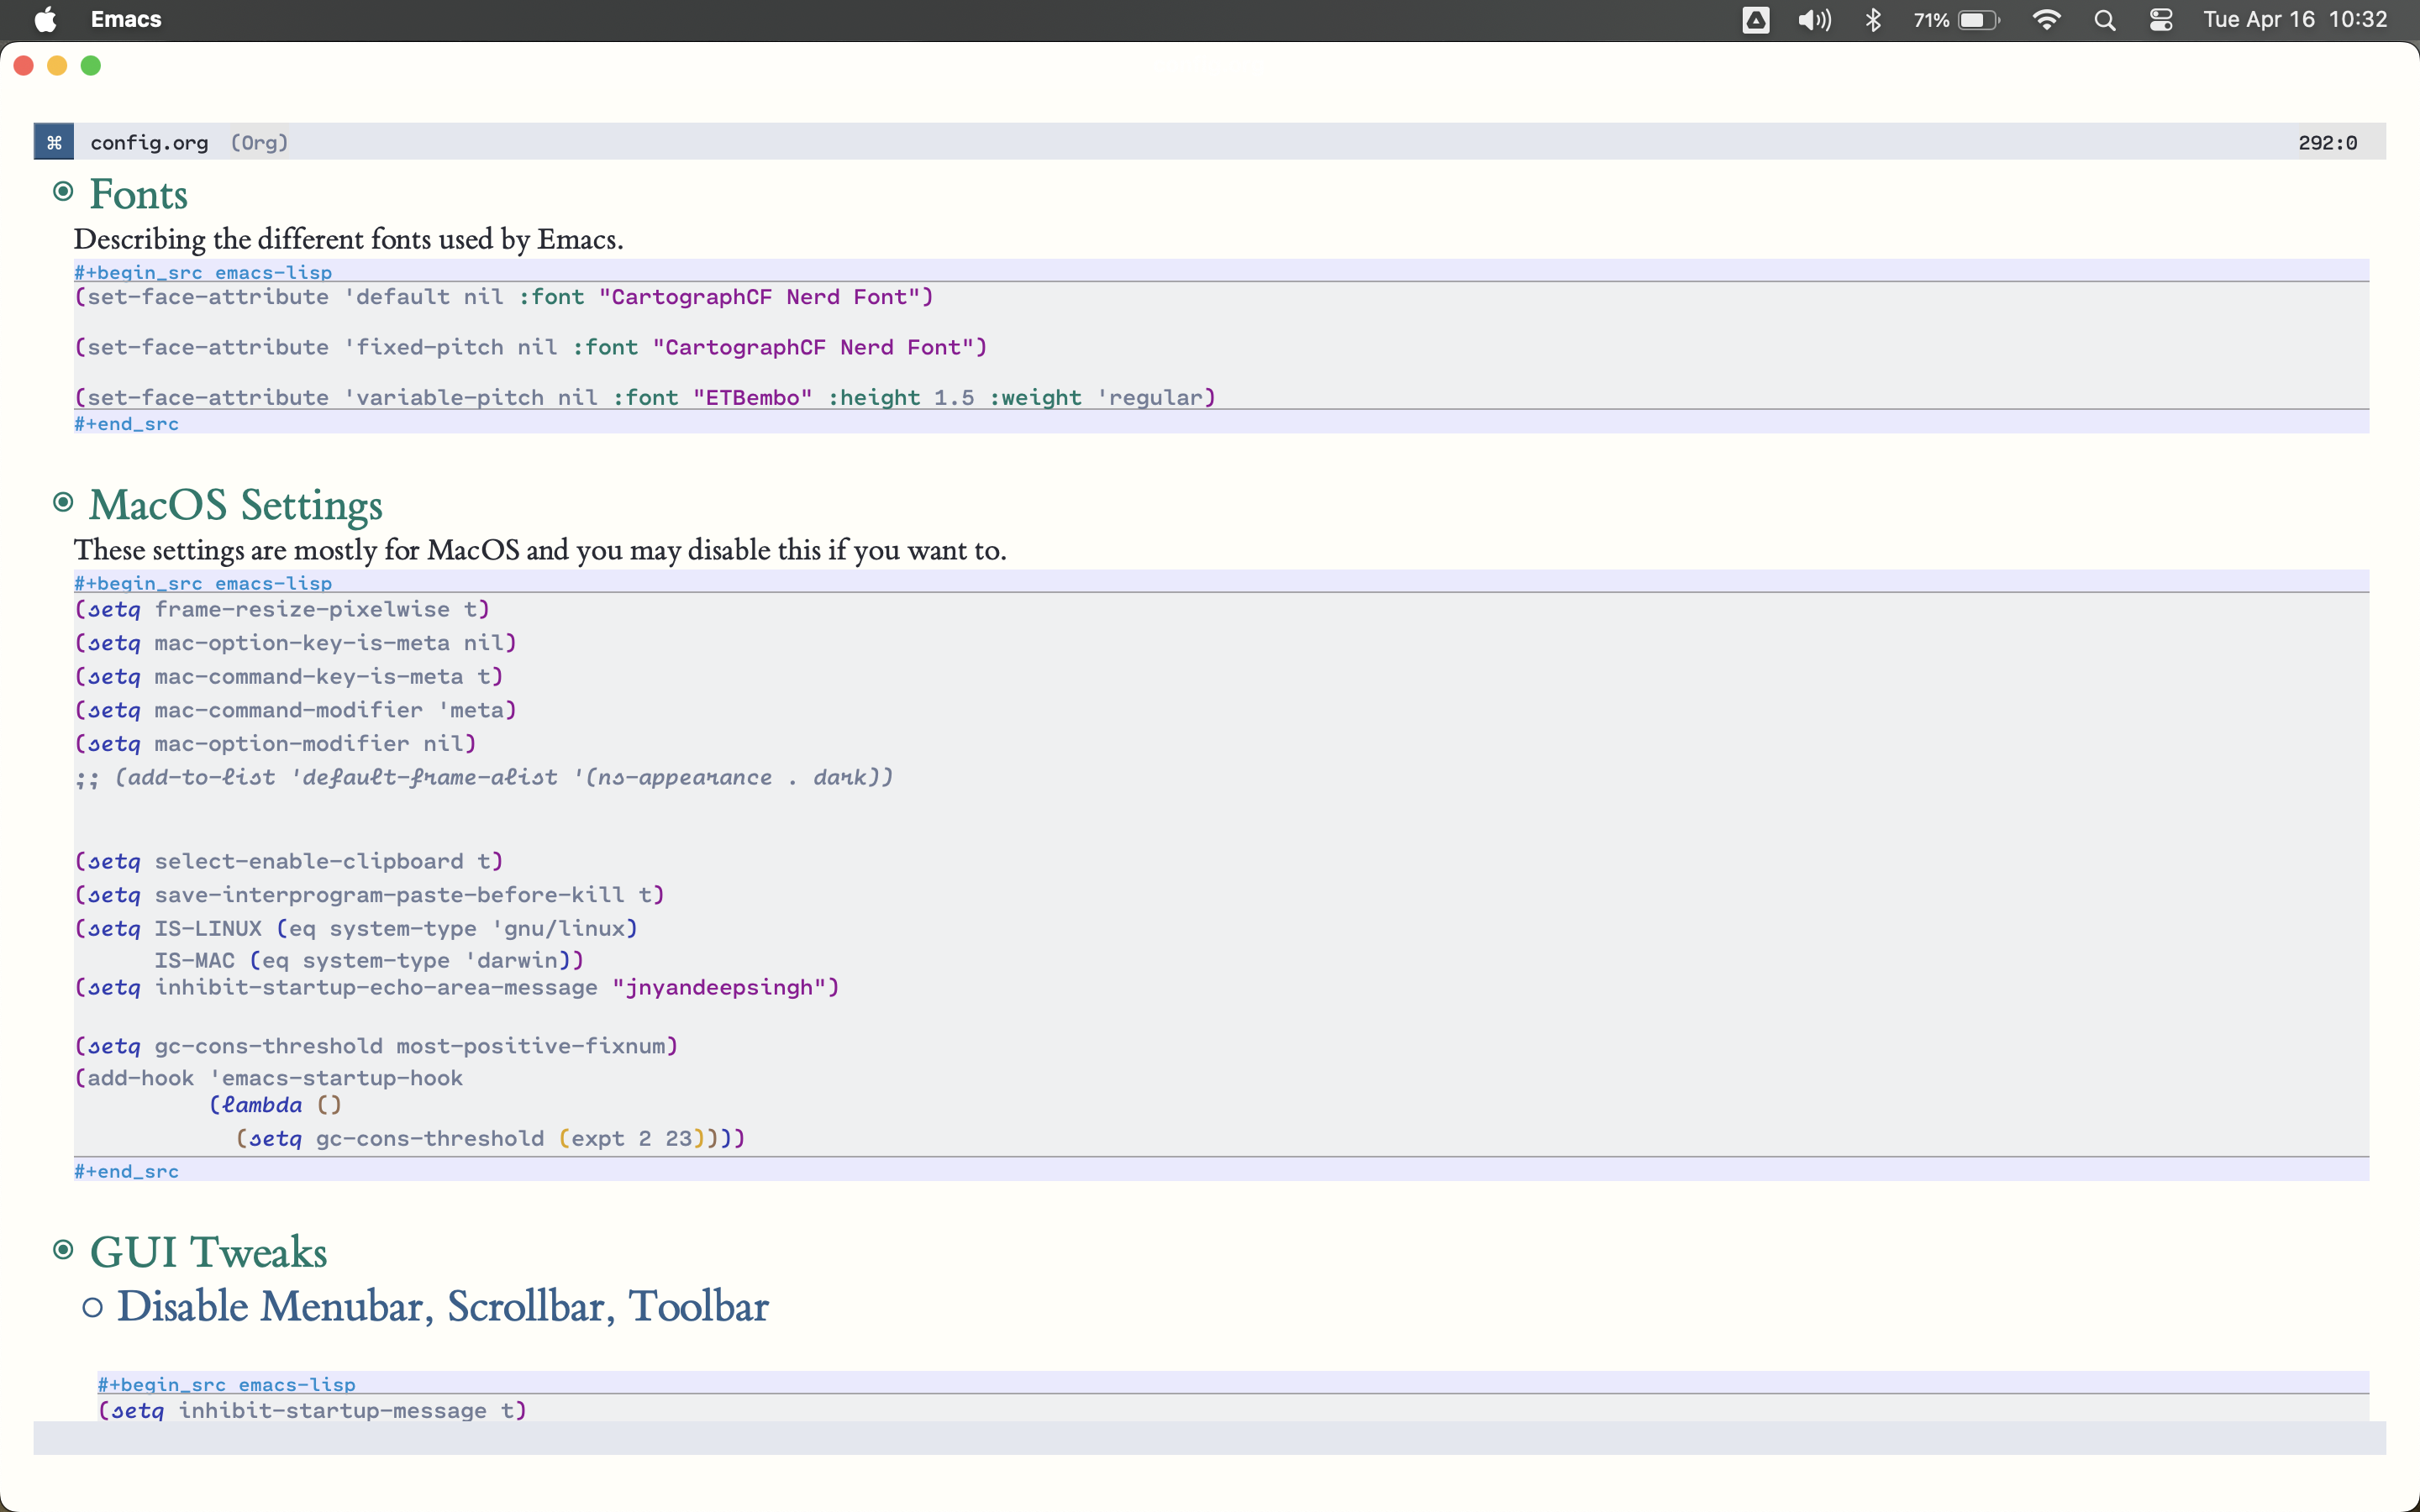 Emacs
71%
Tue Apr 16 10:32
⌘ config.org (Org) 292:0
Fonts
Describing the different fonts used by Emacs.
#+begin_src emacs-lisp
(set-face-attribute 'default nil :font "CartographCF Nerd Font")
(set-face-attribute 'fixed-pitch nil :font "CartographCF Nerd Font")
(set-face-attribute 'variable-pitch nil :font "ETBembo" :height 1.5 :weight 'regular)
#+end_src
MacOS Settings
These settings are mostly for MacOS and you may disable this if you want to.
#+begin_src emacs-lisp
(setq frame-resize-pixelwise t)
(setq mac-option-key-is-meta nil)
(setq mac-command-key-is-meta t)
(setq mac-command-modifier 'meta)
(setq mac-option-modifier nil)
;; (add-to-list 'default-frame-alist '(ns-appearance . dark))
(setq select-enable-clipboard t)
(setq save-interprogram-paste-before-kill t)
(setq IS-LINUX (eq system-type 'gnu/linux)
IS-MAC (eq system-type 'darwin))
(setq inhibit-startup-echo-area-message "jnyandeepsingh")
(setq gc-cons-threshold most-positive-fixnum)
(add-hook 'emacs-startup-hook
(lambda ()
(setq gc-cons-threshold (expt 2 23))))
#+end_src
GUI Tweaks
Disable Menubar, Scrollbar, Toolbar
#+begin_src emacs-lisp
(setq inhibit-startup-message t)